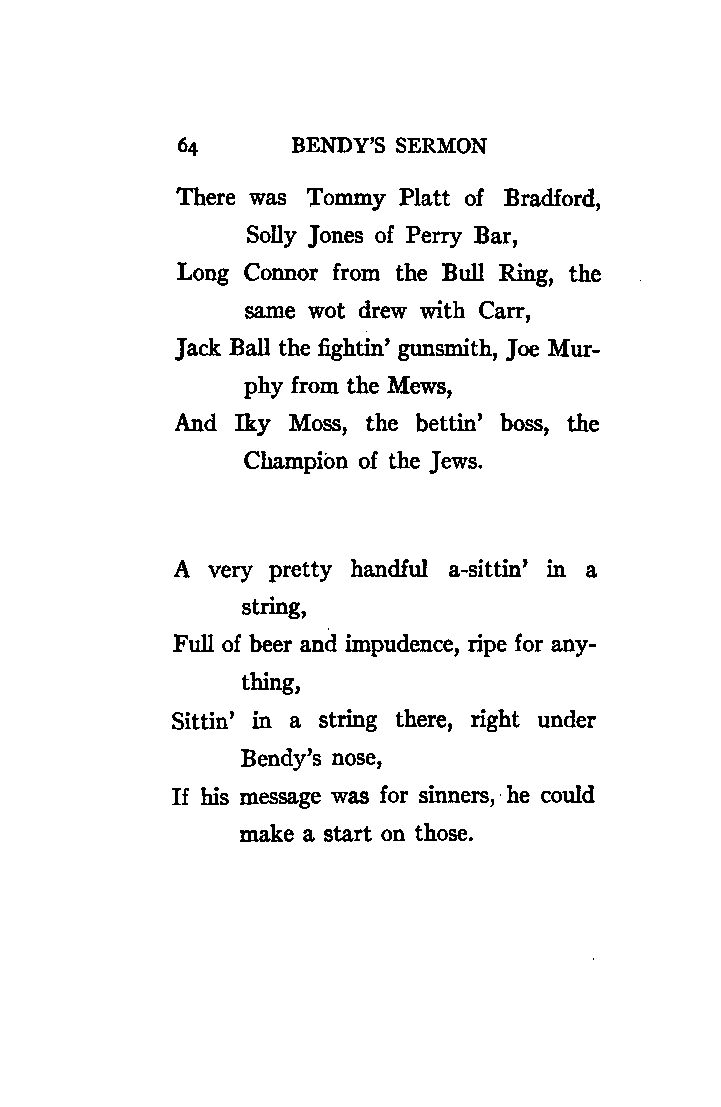 64 BENDY'S SERMON
There was Tommy Platt of Bradford,
Solly Jones of Perry Bar,
Long Connor from the Bull Ring, the
same wot drew with Carr,
Jack Ball the fightin' gunsmith, Joe Mur-
phy from the Mews,
And Iky Moss, the bettin' boss, the
Champion of the Jews.
A very pretty handful a-sittin' in a
string,
Full of beer and impudence, ripe for any-
thing,
Sittin' in a string there, right under
Bendy's nose,
If his message was for sinners, he could
make a start on those.